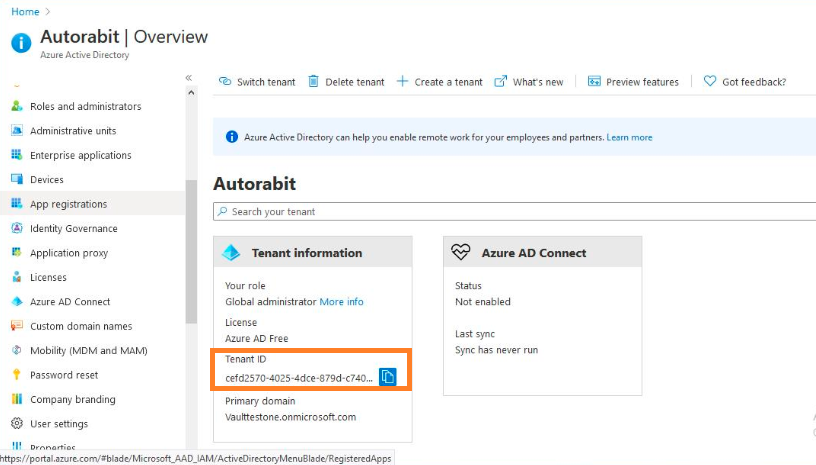 Home >
Autorabit | Overview
Azure Active Directory
«
Roles and administrators
Administrative units
Enterprise applications
Devices
App registrations
Identity Governance
Application proxy
Licenses
Azure AD Connect
Custom domain names
Mobility (MDM and MAM)
Password reset
Company branding
User settings
Properties
Switch tenant Delete tenant Create a tenant What's new Preview features Got feedback?
Azure Active Directory can help you enable remote work for your employees and partners. Learn more
Autorabit
Search your tenant
Tenant information
Your role
Global administrator More info
License
Azure AD Free
Tenant ID
cefd2570-4025-4dce-879d-c740...
Primary domain
Vaulttestone.onmicrosoft.com
Azure AD Connect
Status
Not enabled
Last sync
Sync has never run
https://portal.azure.com/#blade/Microsoft_AAD_IAM/ActiveDirectoryMenuBlade/RegisteredApps